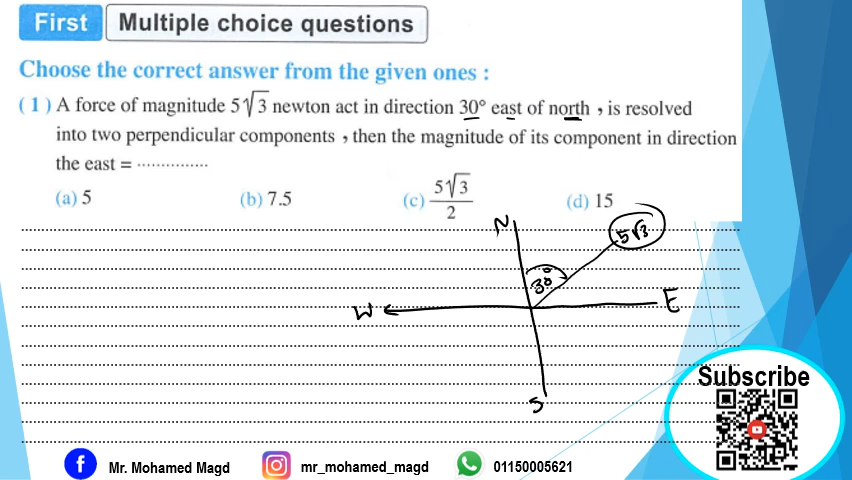 First Multiple choice questions
Choose the correct answer from the given ones :
( 1 ) A force of magnitude 5√3 newton act in direction 30° east of north , is resolved
into two perpendicular components , then the magnitude of its component in direction
the east = ...............
(a) 5 (b) 7.5 (c) 5√3/2 (d) 15
N
5√3
30°
W E
S
Subscribe
f Mr. Mohamed Magd mr_mohamed_magd 01150005621